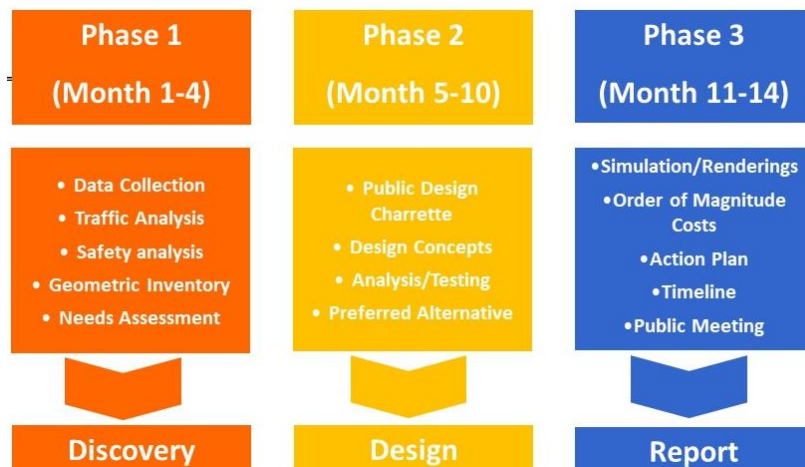 Phase 1
(Month 1-4)
• Data Collection
• Traffic Analysis
• Safety analysis
• Geometric Inventory
• Needs Assessment
Discovery
Phase 2
(Month 5-10)
• Public Design
Charrette
• Design Concepts
• Analysis/Testing
• Preferred Alternative
Design
Phase 3
(Month 11-14)
•Simulation/Renderings
•Order of Magnitude
Costs
•Action Plan
•Timeline
•Public Meeting
Report